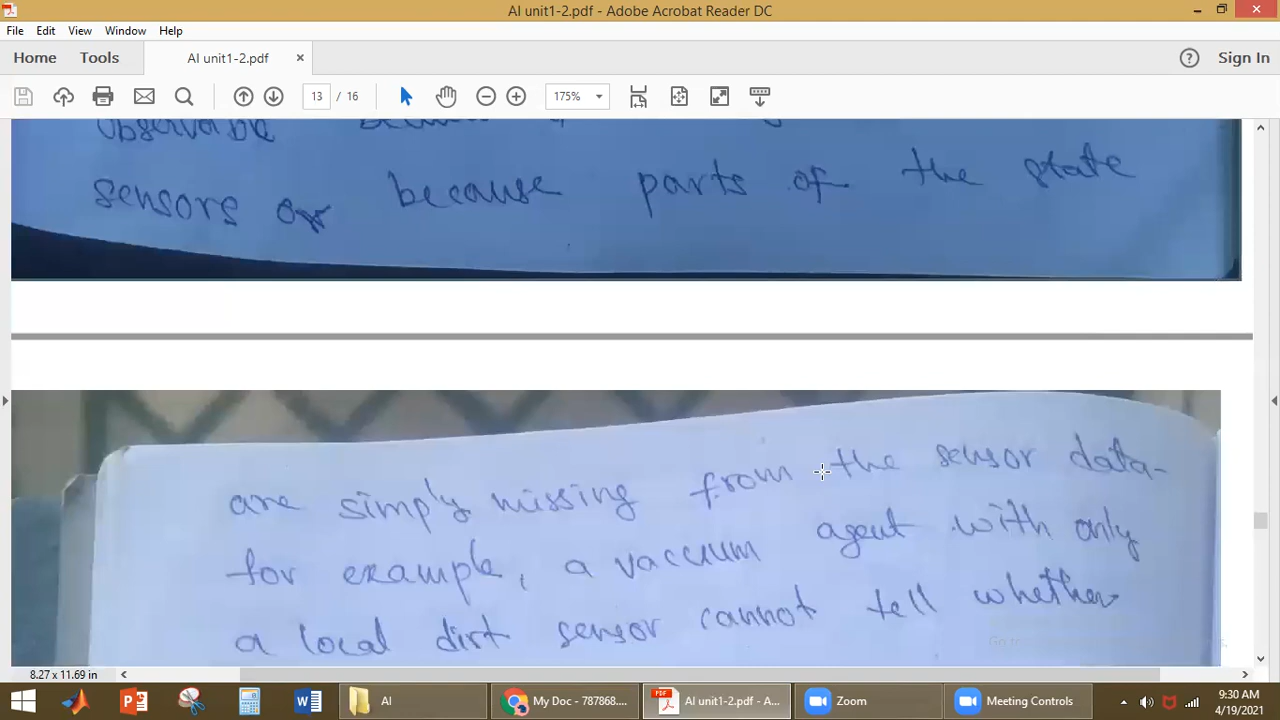 AI unit1-2.pdf - Adobe Acrobat Reader DC
File Edit View Window Help
Home Tools AI unit1-2.pdf × Sign In
13 / 16 175%
observable
sensors or because parts of the state
are simply missing from the sensor data-
for example, a vaccum agent with only
a local dirt sensor cannot tell whether
8.27 x 11.69 in
AI My Doc - 787868.... AI unit1-2.pdf - A... Zoom Meeting Controls 9:30 AM
4/19/2021